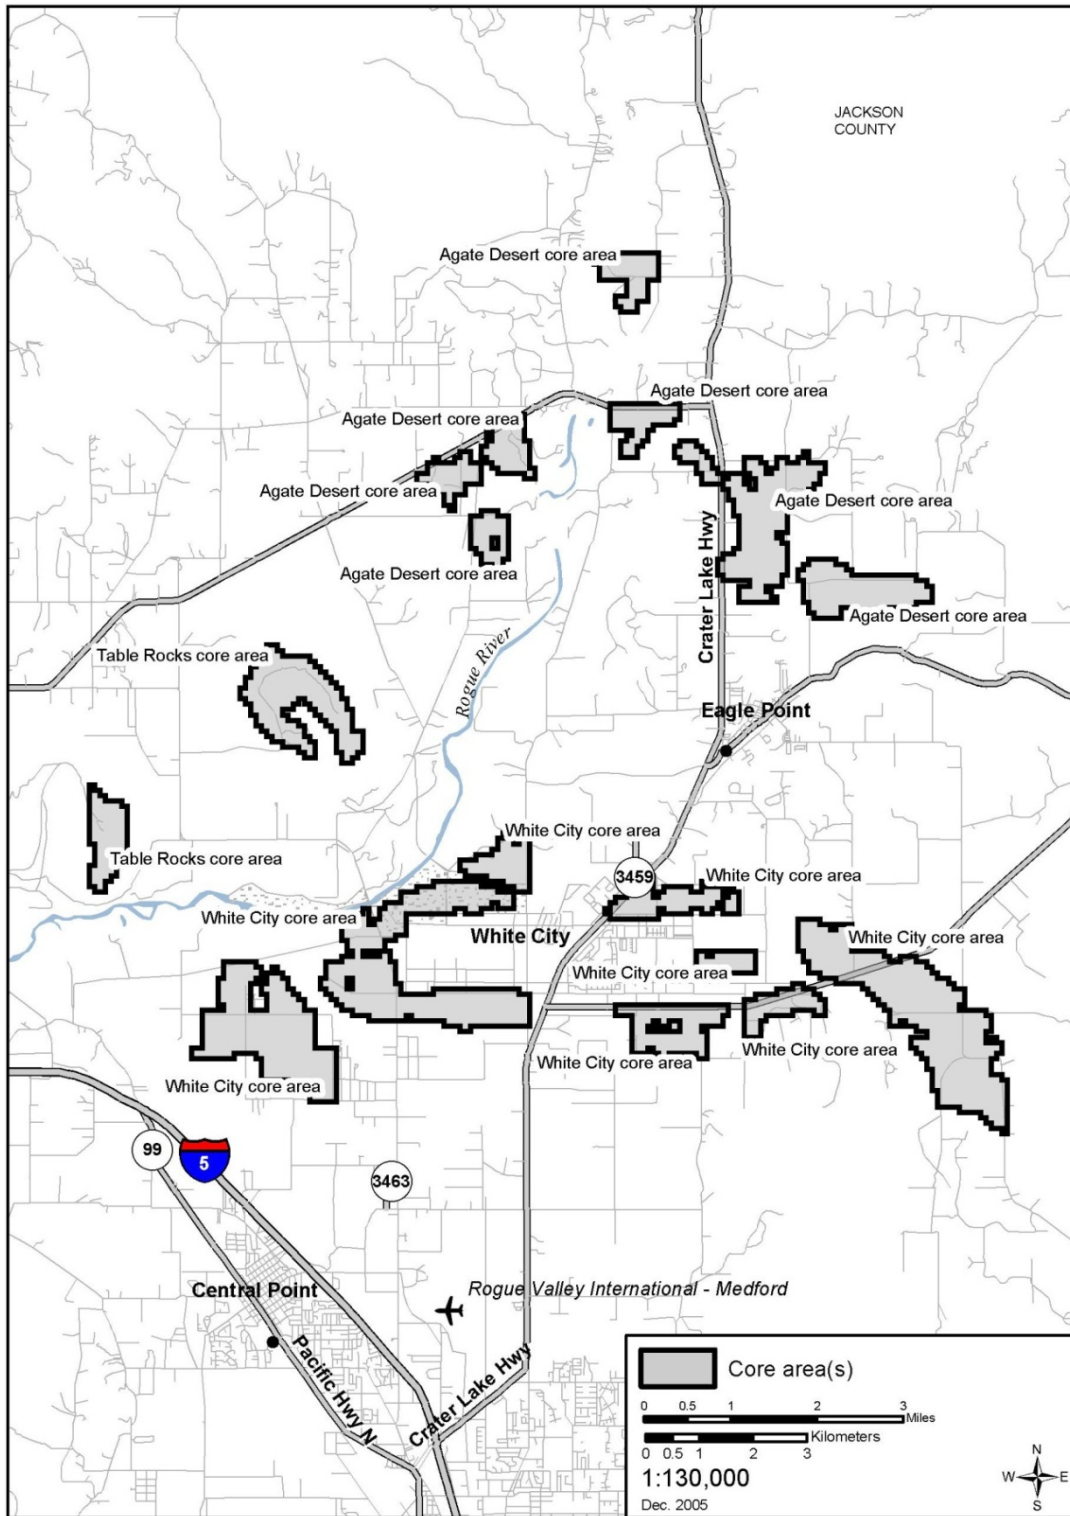 JACKSON
COUNTY
Agate Desert core area
Agate Desert core area
Agate Desert core area
Agate Desert core area
Agate Desert core area
Crater Lake Hwy
Agate Desert core area
Agate Desert core area
Rogue River
Table Rocks core area
Eagle Point
White City core area
Table Rocks core area
3459
White City core area
White City core area
White City
White City core area
White City core area
White City core area
White City core area
White City core area
99
5
3463
Central Point
Rogue Valley International - Medford
Pacific Hwy N
Crater Lake Hwy
Core area(s)
0 0.5 1 2 3
Miles
Kilometers
0 0.5 1 2 3
1:130,000
Dec. 2005
N
W E
S